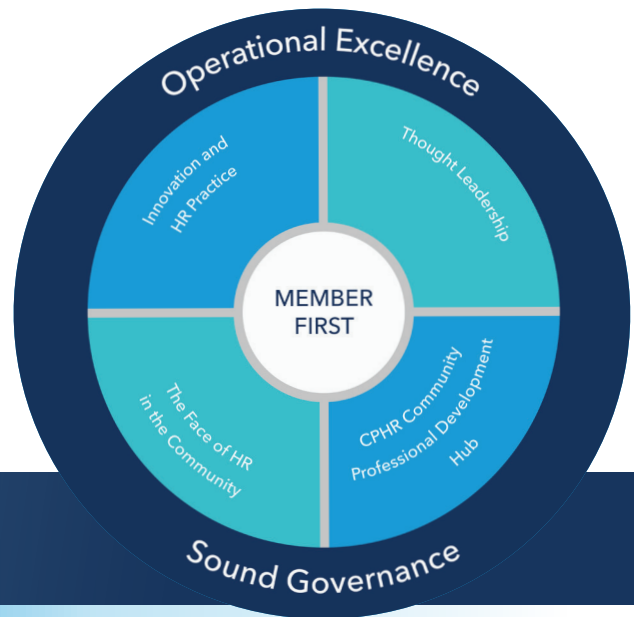 Operational Excellence
Innovation and
HR Practice
Thought Leadership
MEMBER
FIRST
The Face of HR
in the Community
CPHR Community
Professional Development
Hub
Sound Governance